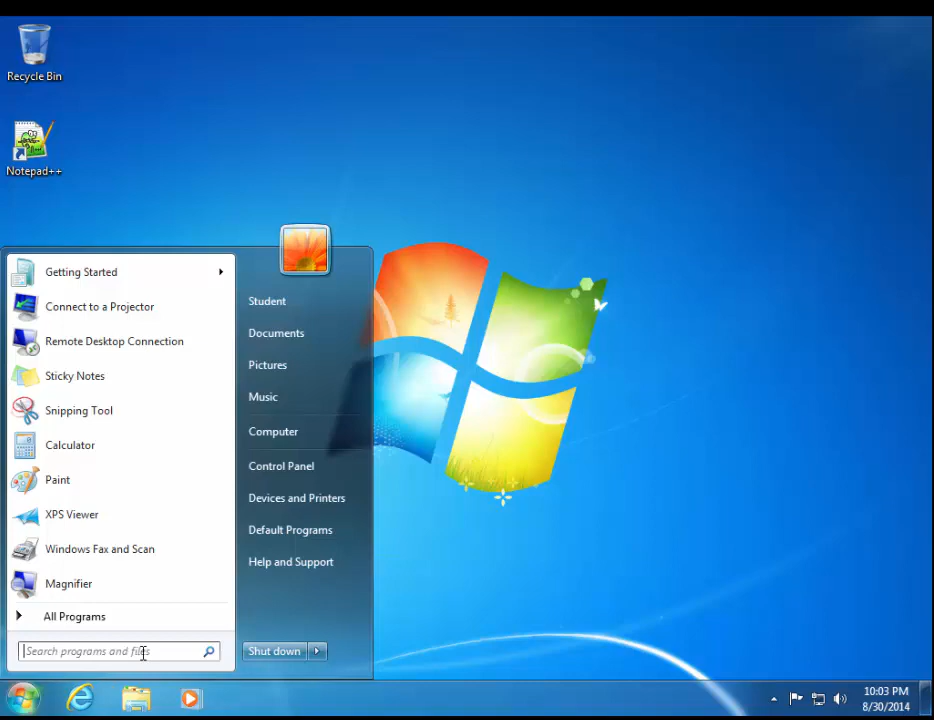 Recycle Bin
Notepad++
Getting Started
Connect to a Projector
Remote Desktop Connection
Sticky Notes
Snipping Tool
Calculator
Paint
XPS Viewer
Windows Fax and Scan
Magnifier
All Programs
Search programs and files
Student
Documents
Pictures
Music
Computer
Control Panel
Devices and Printers
Default Programs
Help and Support
Shut down
10:03 PM
8/30/2014